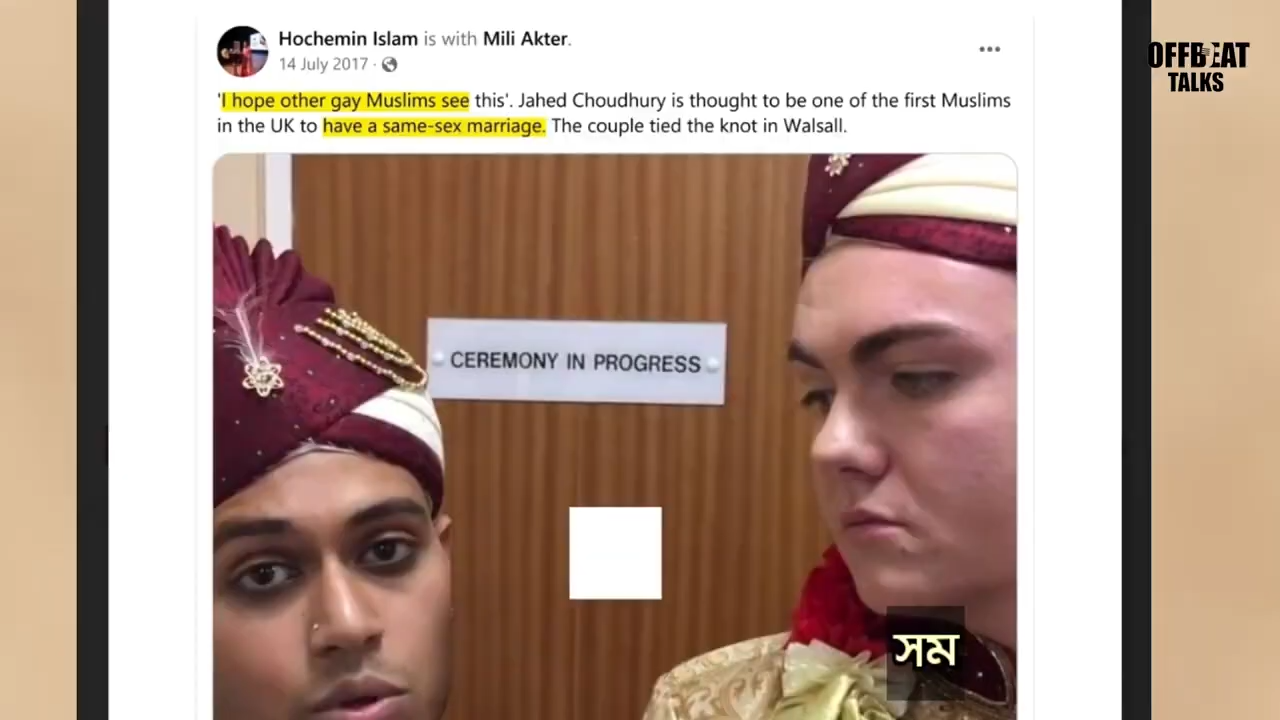 Hochemin Islam is with Mili Akter.
14 July 2017 ·
'I hope other gay Muslims see this'. Jahed Choudhury is thought to be one of the first Muslims
in the UK to have a same-sex marriage. The couple tied the knot in Walsall.
OFFBEAT
TALKS
CEREMONY IN PROGRESS
সম